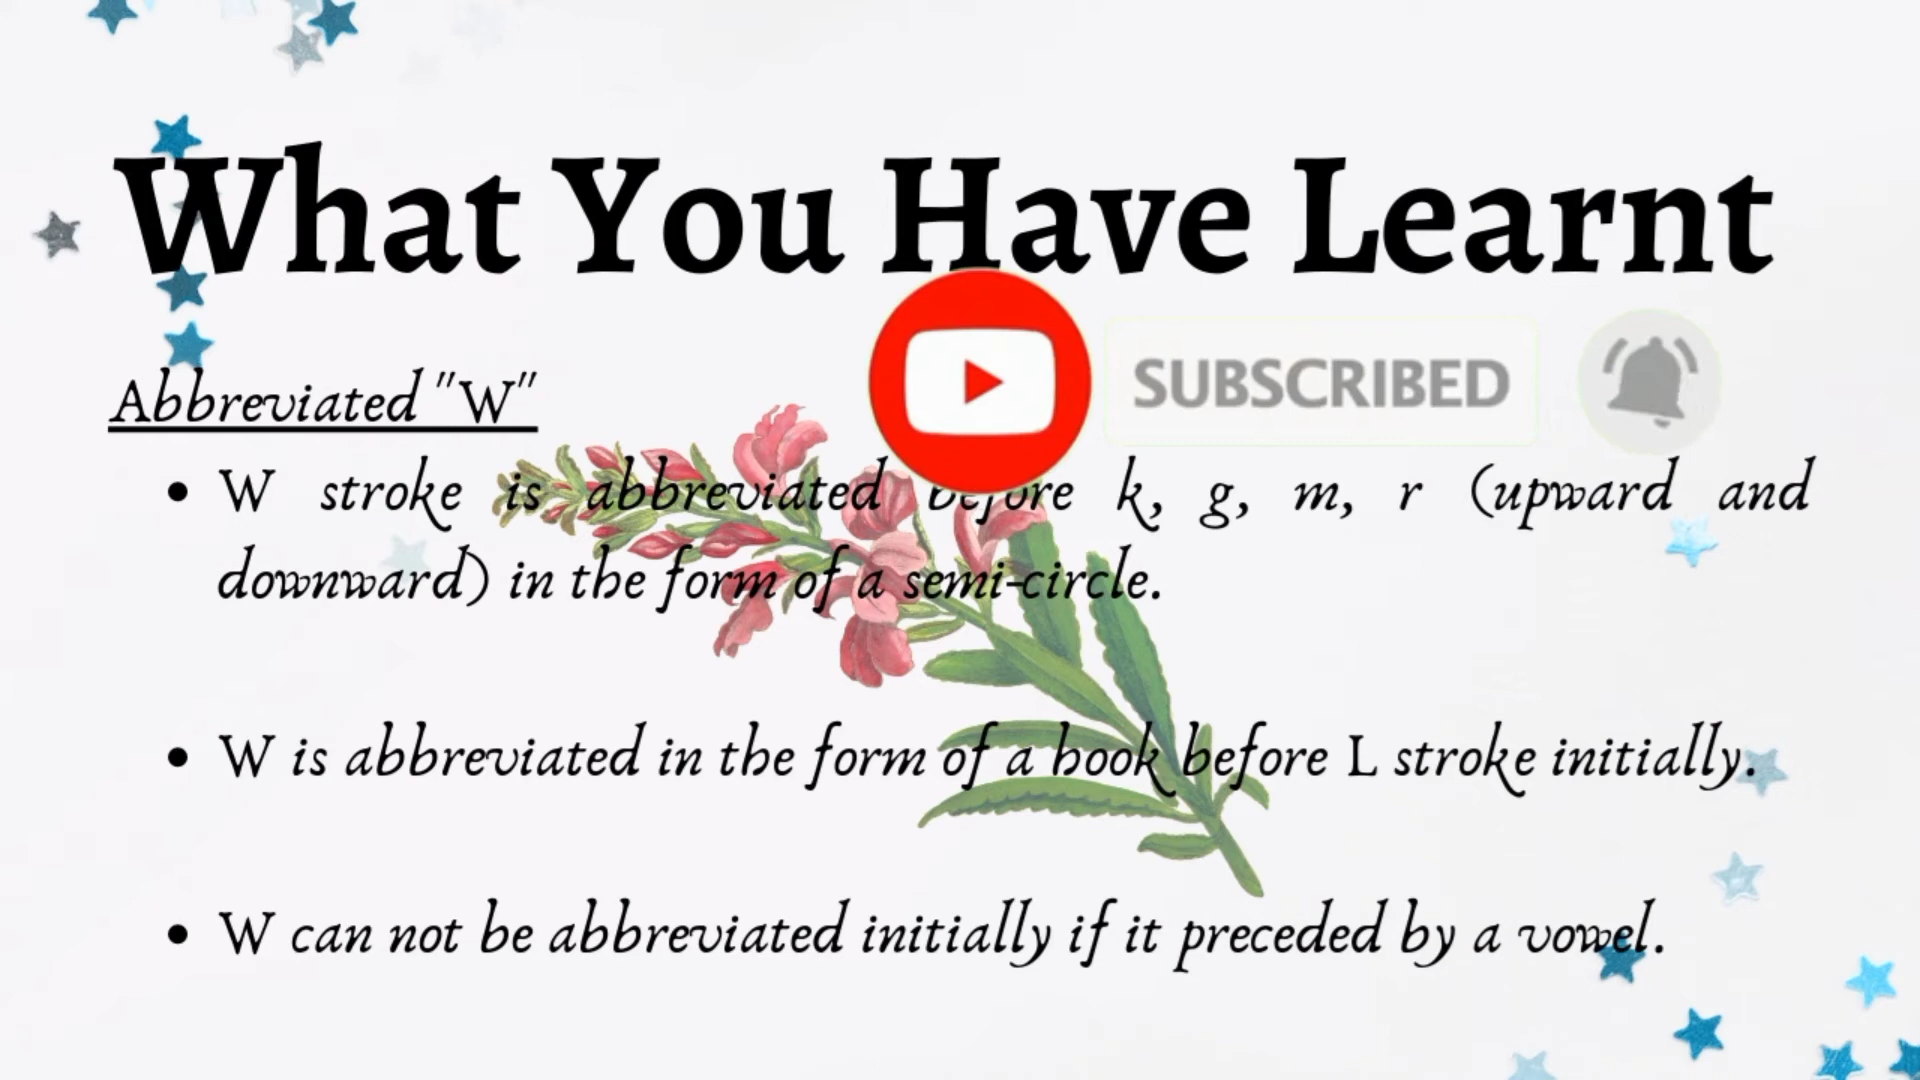 What You Have Learnt
SUBSCRIBED
Abbreviated "W"
• W stroke is abbreviated before k, g, m, r (upward and
downward) in the form of a semi-circle.
• W is abbreviated in the form of a hook before L stroke initially.
• W can not be abbreviated initially if it preceded by a vowel.